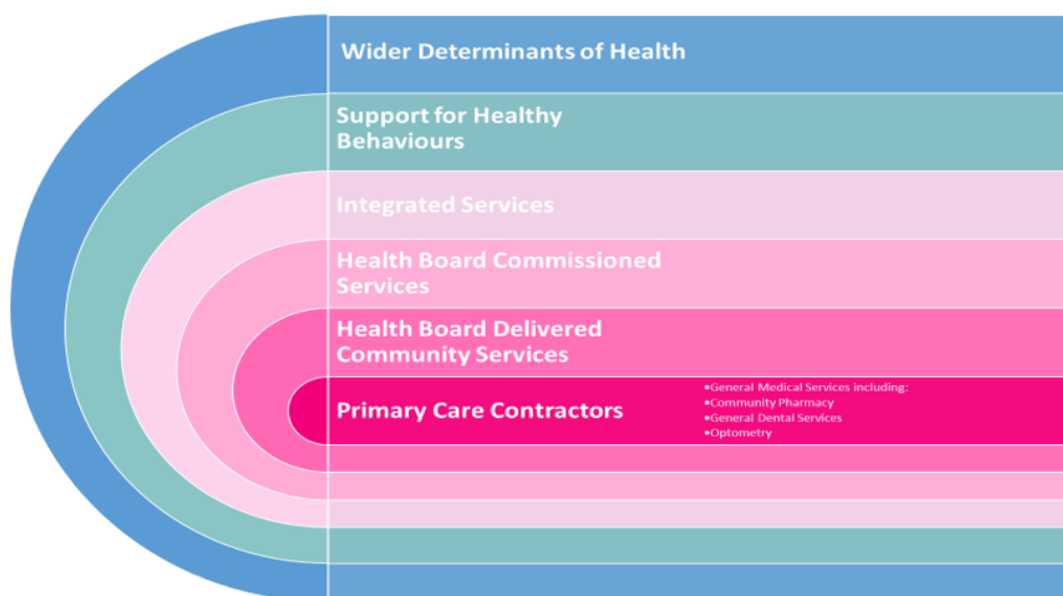 Wider Determinants of Health
Support for Healthy
Behaviours
Integrated Services
Health Board Commissioned
Services
Health Board Delivered
Community Services
Primary Care Contractors
•General Medical Services including:
•Community Pharmacy
•General Dental Services
•Optometry